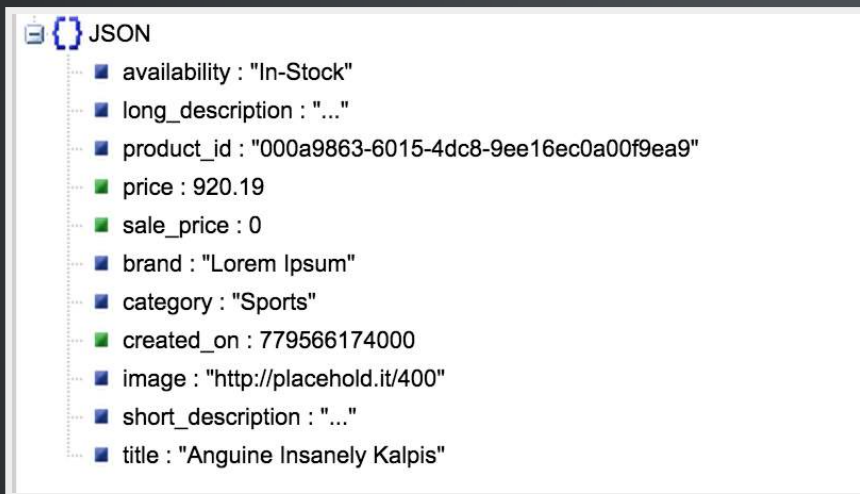 JSON
availability : "In-Stock"
long_description : "..."
product_id : "000a9863-6015-4dc8-9ee16ec0a00f9ea9"
price : 920.19
sale_price : 0
brand : "Lorem Ipsum"
category : "Sports"
created_on : 779566174000
image : "http://placehold.it/400"
short_description : "..."
title : "Anguine Insanely Kalpis"